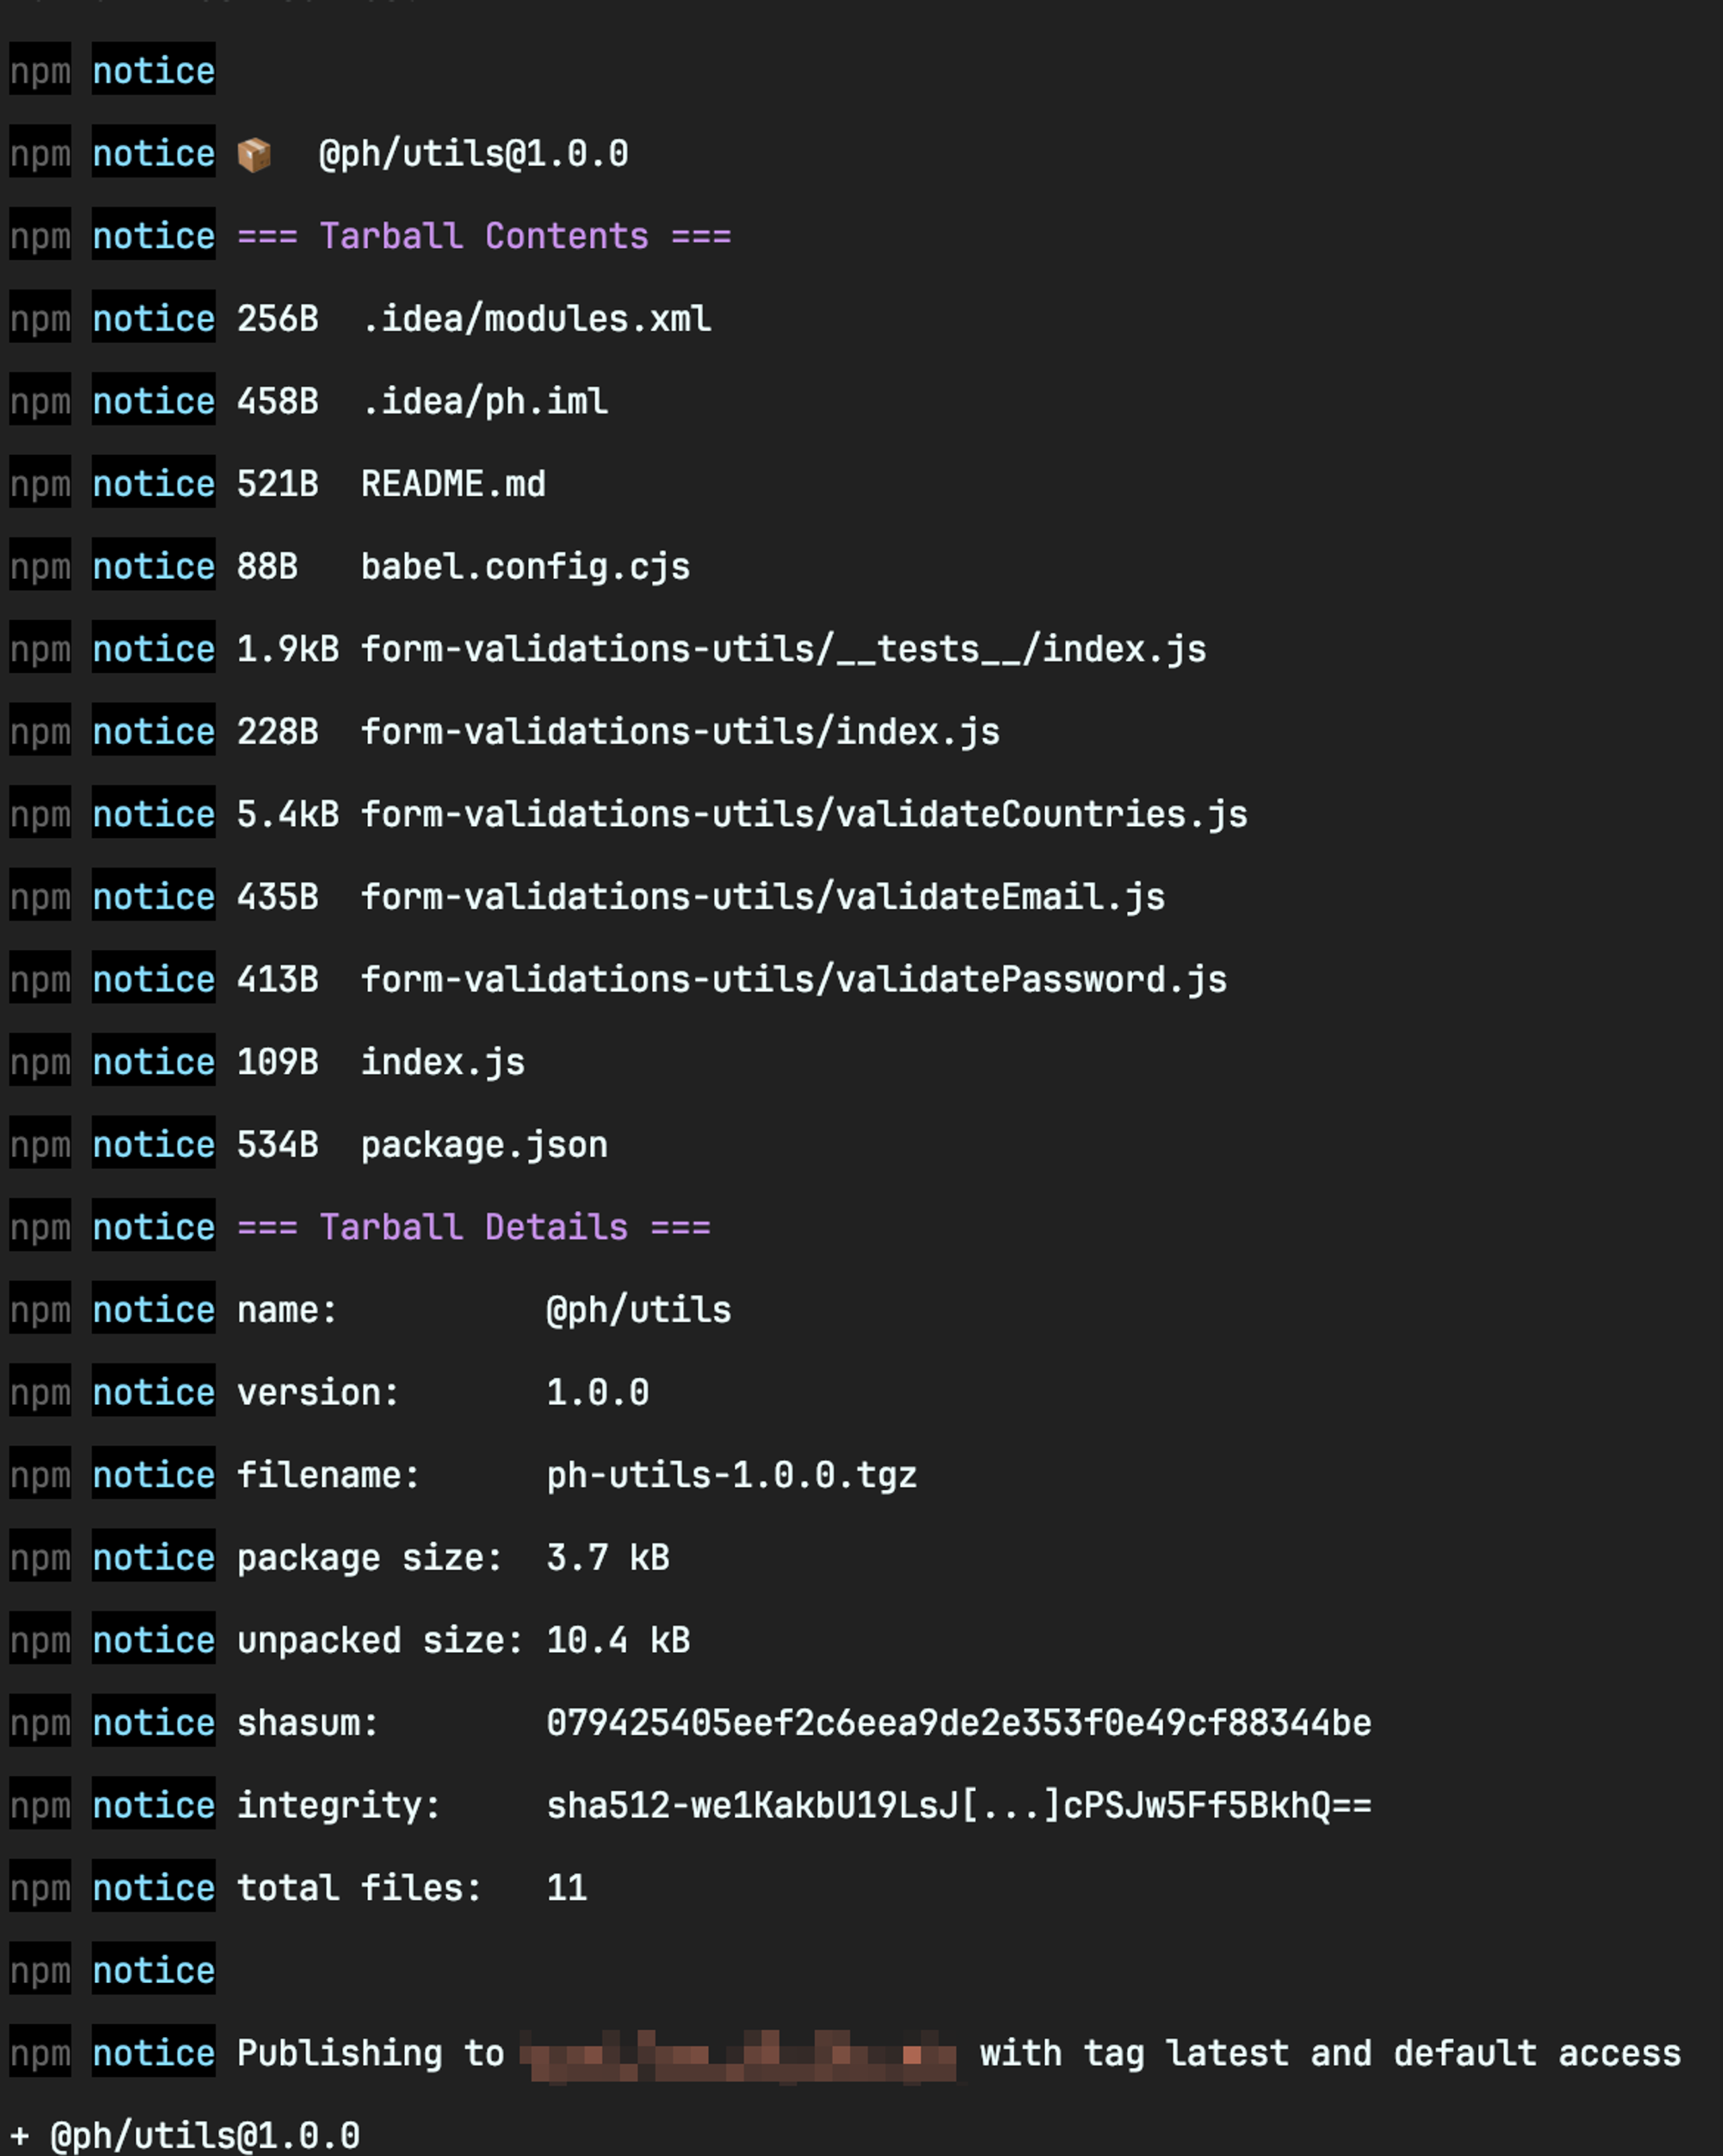 npm notice
npm notice 📦  @ph/utils@1.0.0
npm notice === Tarball Contents ===
npm notice 256B  .idea/modules.xml
npm notice 458B  .idea/ph.iml
npm notice 521B  README.md
npm notice 88B   babel.config.cjs
npm notice 1.9kB form-validations-utils/__tests__/index.js
npm notice 228B  form-validations-utils/index.js
npm notice 5.4kB form-validations-utils/validateCountries.js
npm notice 435B  form-validations-utils/validateEmail.js
npm notice 413B  form-validations-utils/validatePassword.js
npm notice 109B  index.js
npm notice 534B  package.json
npm notice === Tarball Details ===
npm notice name:          @ph/utils
npm notice version:       1.0.0
npm notice filename:      ph-utils-1.0.0.tgz
npm notice package size:  3.7 kB
npm notice unpacked size: 10.4 kB
npm notice shasum:        079425405eef2c6eea9de2e353f0e49cf88344be
npm notice integrity:     sha512-we1KakbU19LsJ[...]cPSJw5Ff5BkhQ==
npm notice total files:   11
npm notice
npm notice Publishing to with tag latest and default access
+ @ph/utils@1.0.0